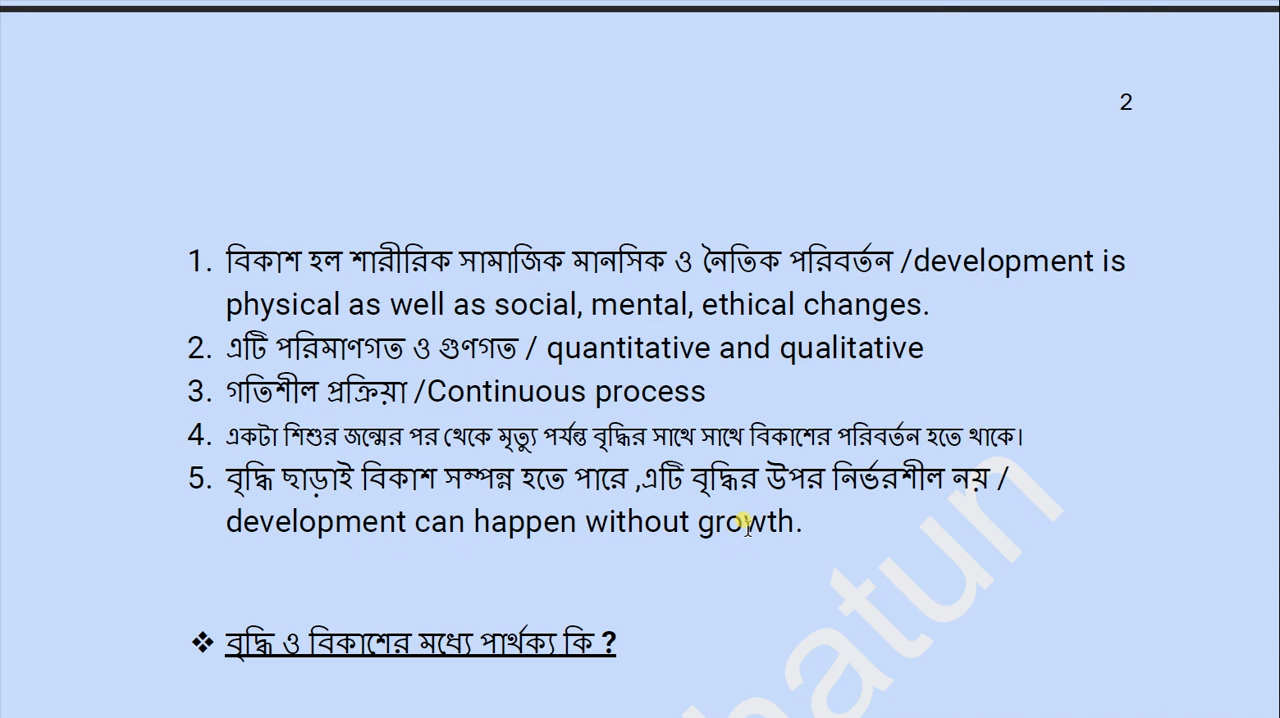 2
1. বিকাশ হল শারীরিক সামাজিক মানসিক ও নৈতিক পরিবর্তন /development is
physical as well as social, mental, ethical changes.
2. এটি পরিমাণগত ও গুণগত / quantitative and qualitative
3. গতিশীল প্রক্রিয়া /Continuous process
4. একটা শিশুর জন্মের পর থেকে মৃত্যু পর্যন্ত বৃদ্ধির সাথে সাথে বিকাশের পরিবর্তন হতে থাকে।
5. বৃদ্ধি ছাড়াই বিকাশ সম্পন্ন হতে পারে ,এটি বৃদ্ধির উপর নির্ভরশীল নয় /
development can happen without growth.
❖ বৃদ্ধি ও বিকাশের মধ্যে পার্থক্য কি ?